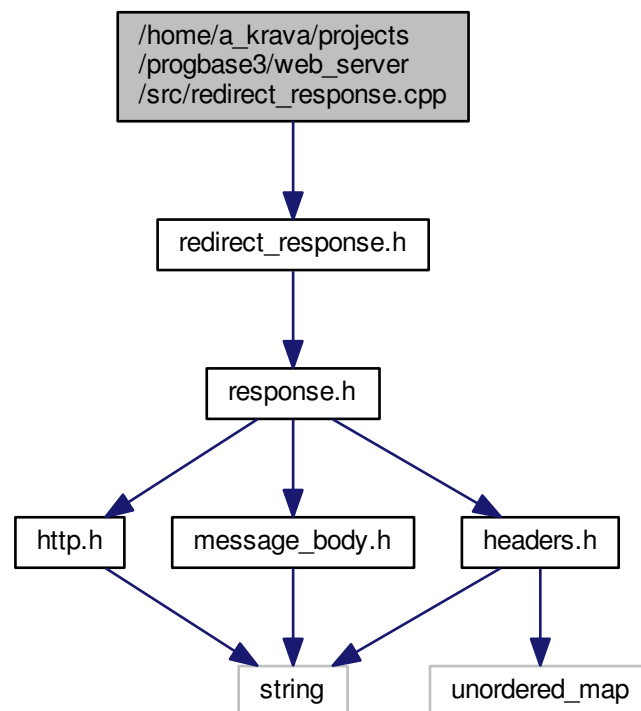 /home/a_krava/projects
/progbase3/web_server
/src/redirect_response.cpp
redirect_response.h
response.h
http.h
message_body.h
headers.h
string
unordered_map